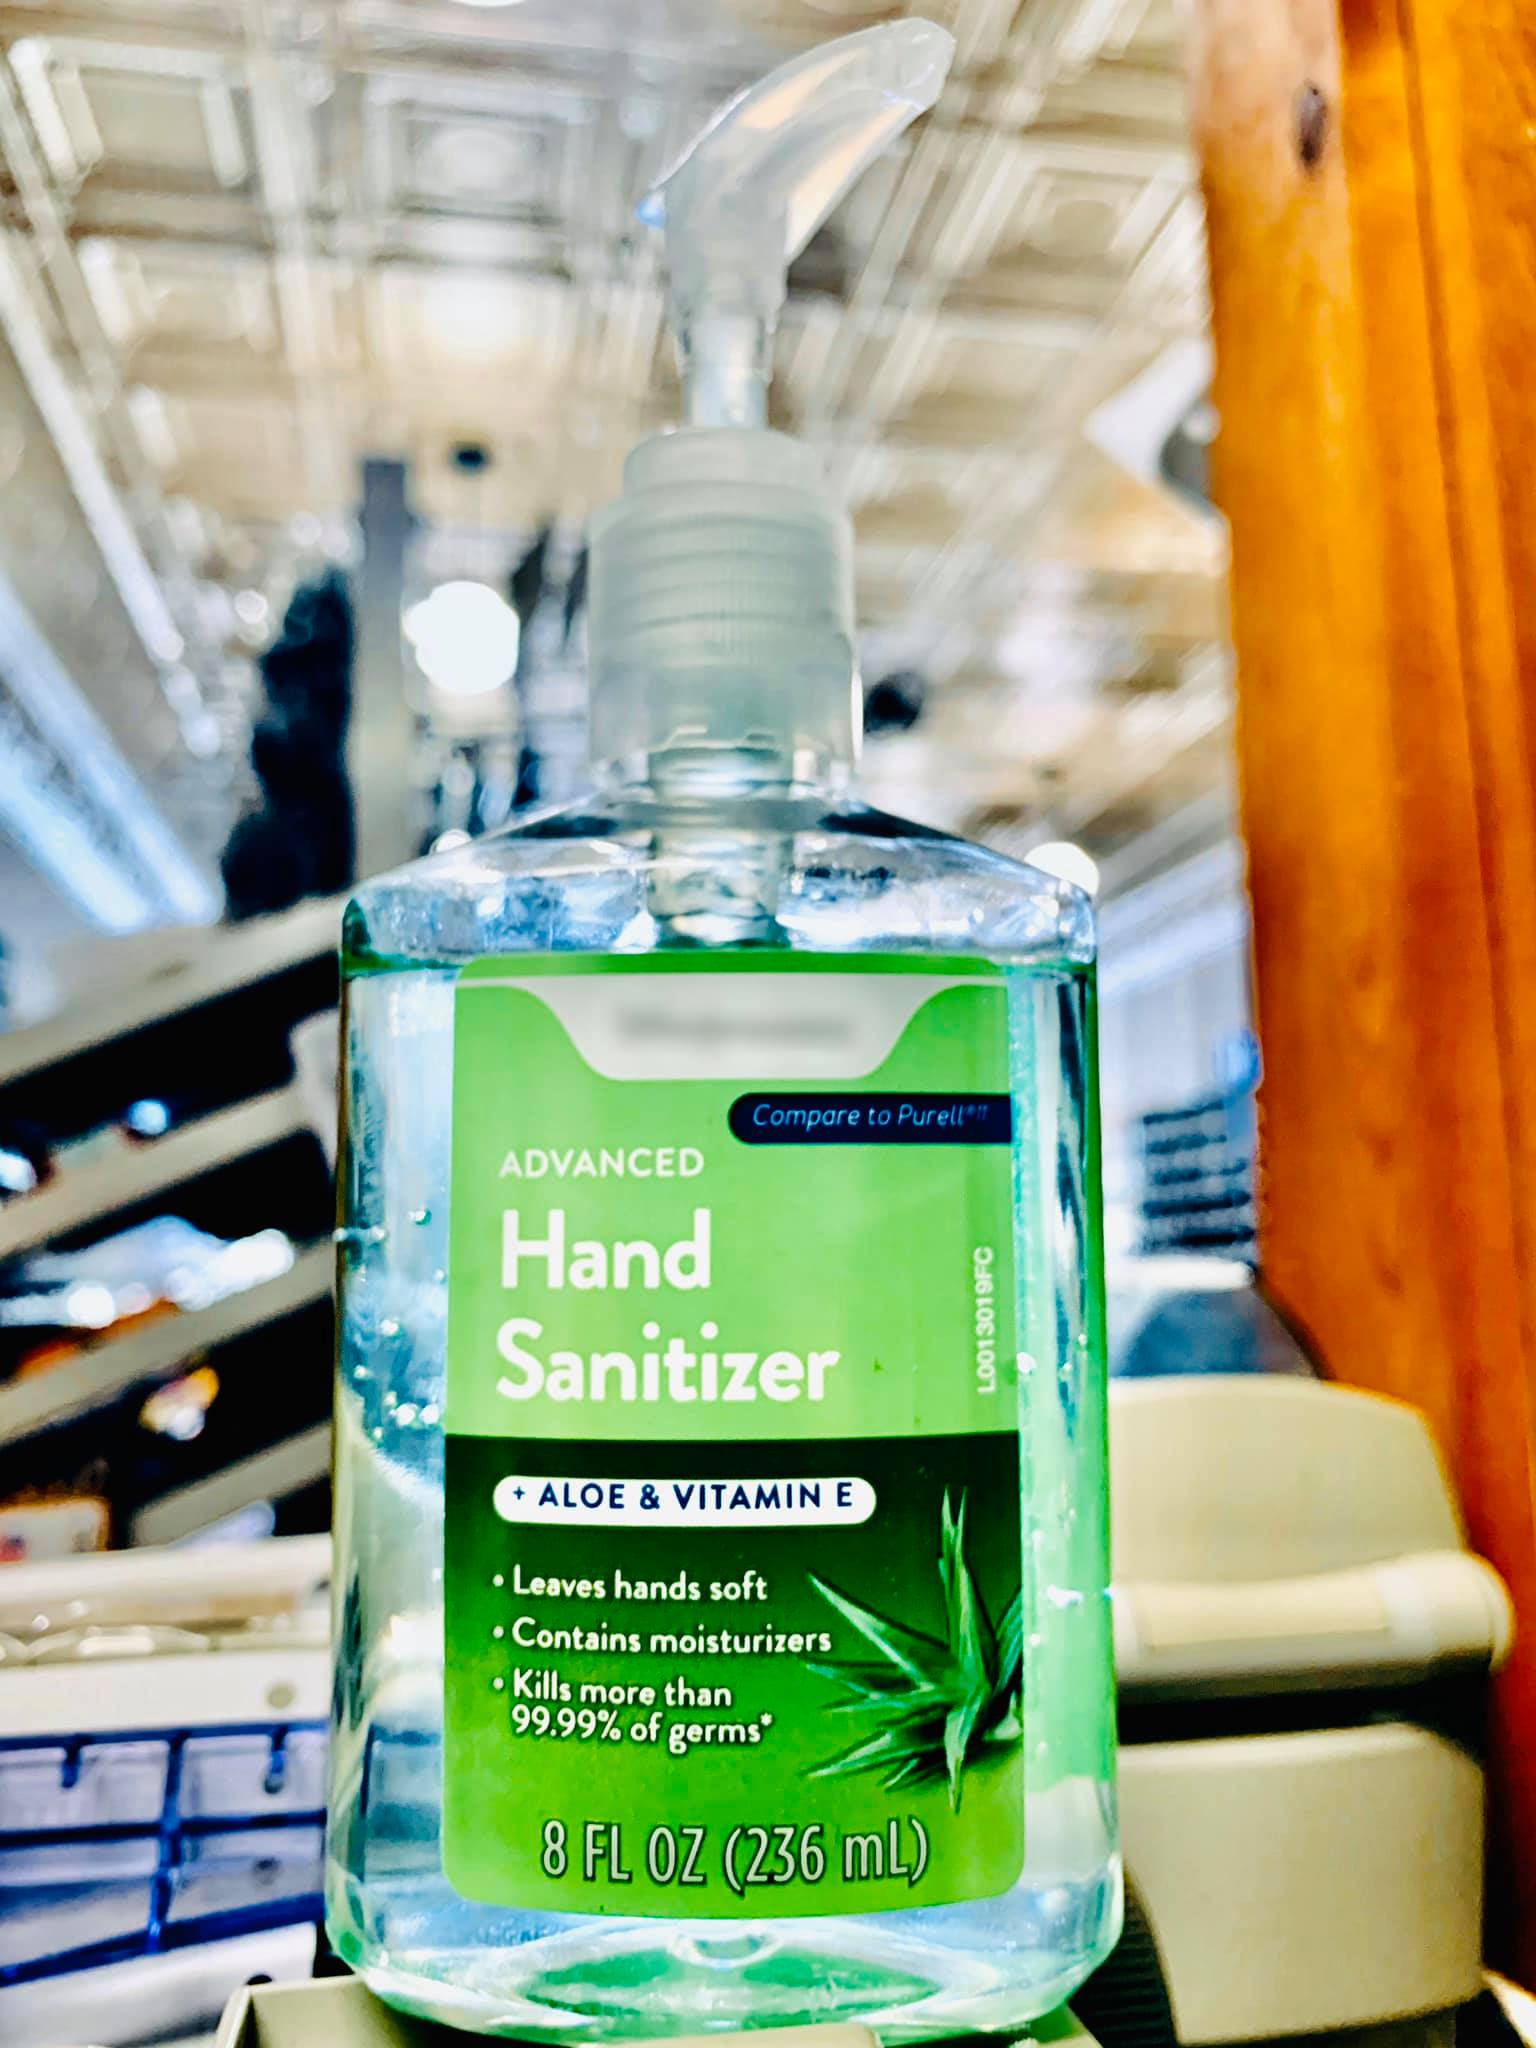 Compare to Purell®††
ADVANCED
Hand
Sanitizer
L0013019FC
+ ALOE & VITAMIN E
• Leaves hands soft
• Contains moisturizers
• Kills more than
99.99% of germs*
8 FL OZ (236 mL)